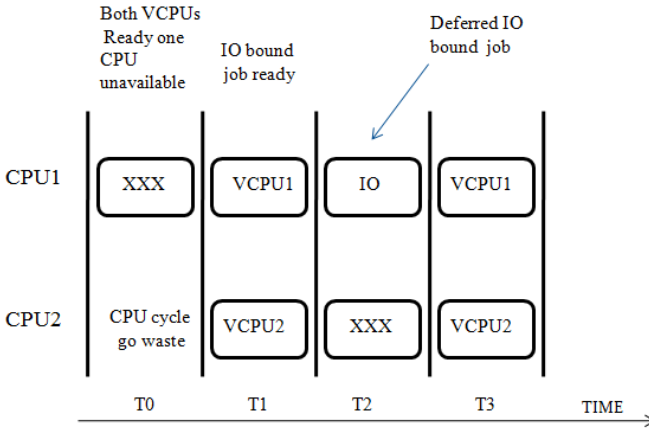 Both VCPUs
Ready one
CPU
unavailable
IO bound
job ready
Deferred IO
bound job
CPU1
XXX
VCPU1
IO
VCPU1
CPU2
CPU cycle
go waste
VCPU2
XXX
VCPU2
T0
T1
T2
T3
TIME